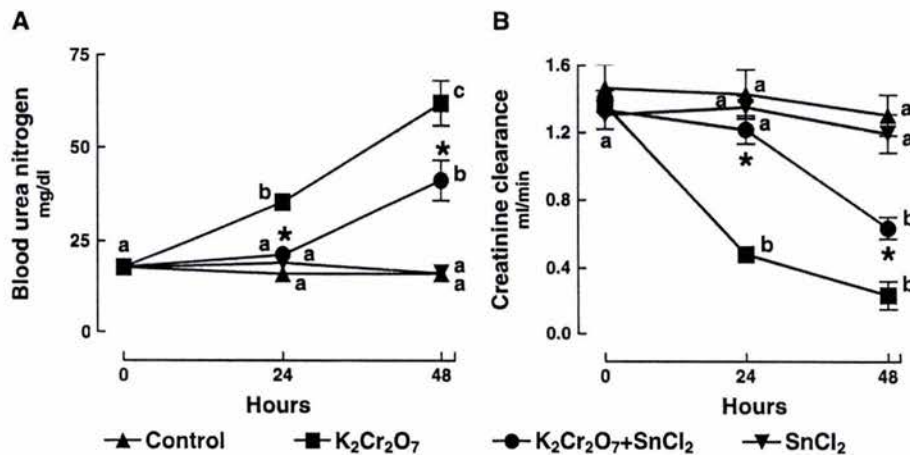 A
B
Blood urea nitrogen
mg/dl
75
50
25
0
a
b
c
*
a
a
a
*
b
a
a
0
24
48
Hours
Creatinine clearance
ml/min
1.6
1.2
0.8
0.4
0.0
a
a
a
a
*
b
a
a
b
*
b
0
24
48
Hours
Control
K₂Cr₂O₇
K₂Cr₂O₇+SnCl₂
SnCl₂